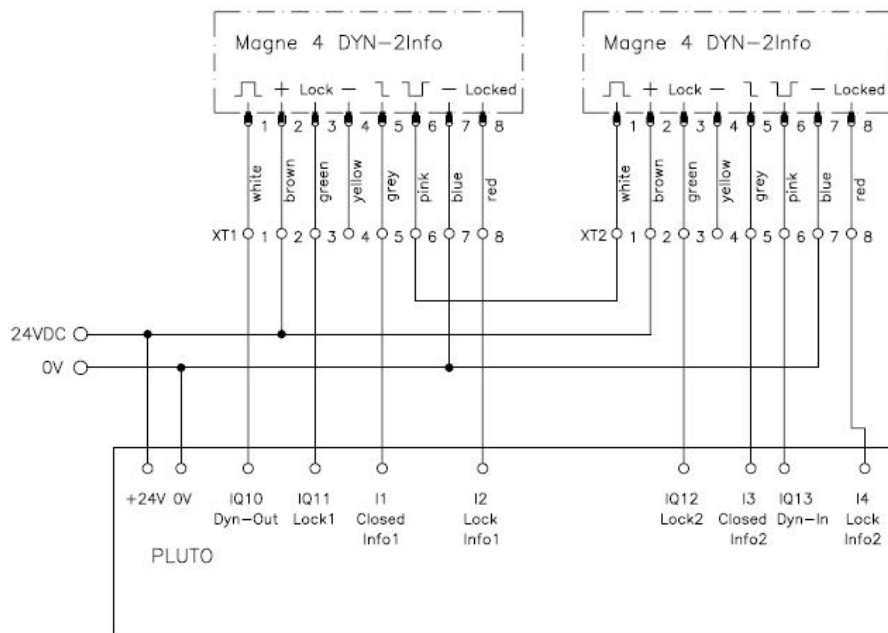 Magne 4 DYN-2Info Magne 4 DYN-2Info
+ Lock - - Locked + Lock - - Locked
1 2 3 4 5 6 7 8 1 2 3 4 5 6 7 8
white brown green yellow grey pink blue red white brown green yellow grey pink blue red
XT1 1 2 3 4 5 6 7 8 XT2 1 2 3 4 5 6 7 8
24VDC
0V
+24V 0V IQ10 IQ11 I1 I2 IQ12 I3 IQ13 I4
Dyn-Out Lock1 Closed Lock Lock2 Closed Dyn-In Lock
Info1 Info1 Info2 Info2
PLUTO